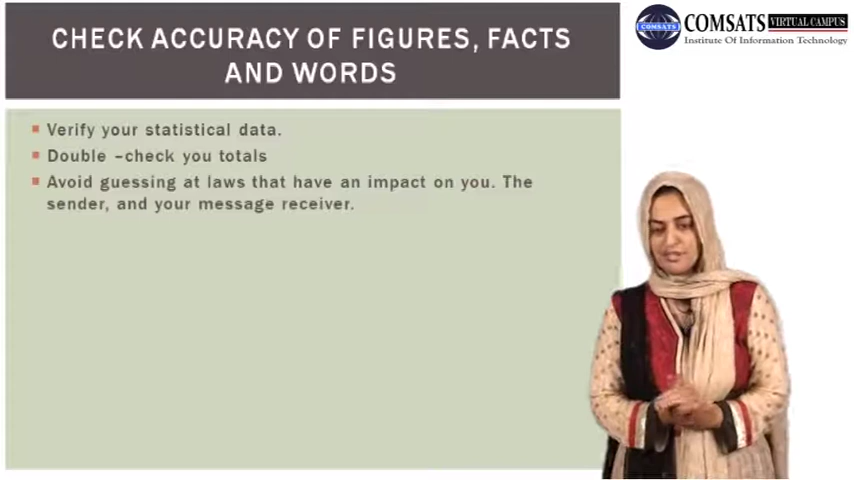 CHECK ACCURACY OF FIGURES, FACTS
AND WORDS
COMSATS VIRTUAL CAMPUS
Institute Of Information Technology
COMSATS
Verify your statistical data.
Double –check you totals
Avoid guessing at laws that have an impact on you. The
sender, and your message receiver.